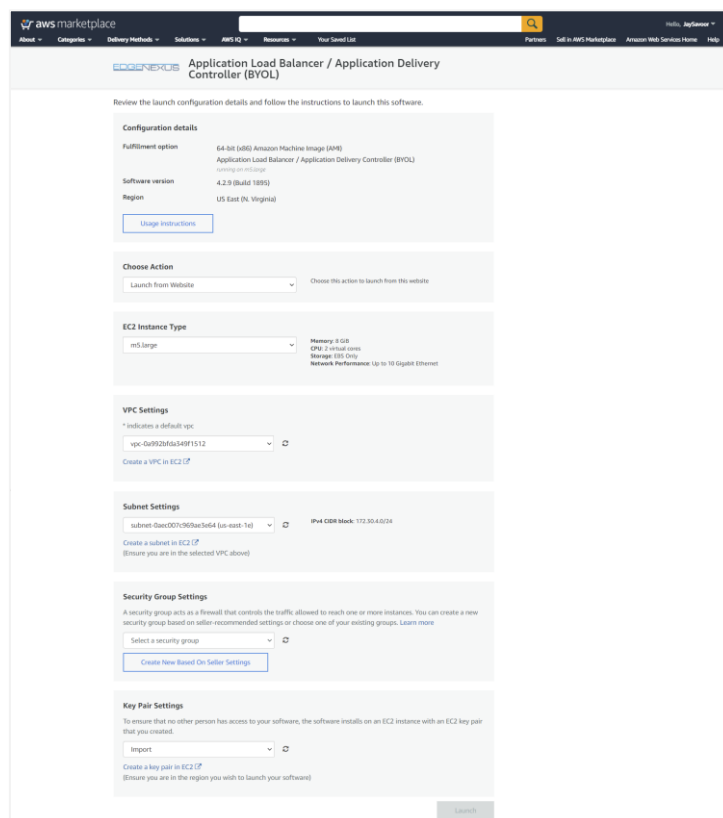 aws marketplace
Hello, JaySavoor
About
Categories
Delivery Methods
Solutions
AWS IQ
Resources
Your Saved List
Partners
Sell in AWS Marketplace
Amazon Web Services Home
Help
EDGENEXUS
Application Load Balancer / Application Delivery
Controller (BYOL)
Review the launch configuration details and follow the instructions to launch this software.
Configuration details
Fulfillment option
64-bit (x86) Amazon Machine Image (AMI)
Application Load Balancer / Application Delivery Controller (BYOL)
running on m5.large
Software version
4.2.9 (Build 1895)
Region
US East (N. Virginia)
Usage instructions
Choose Action
Launch from Website
Choose this action to launch from this website
EC2 Instance Type
m5.large
Memory: 8 GiB
CPU: 2 virtual cores
Storage: EBS Only
Network Performance: Up to 10 Gigabit Ethernet
VPC Settings
* indicates a default vpc
vpc-0a992bfda349f1512
Create a VPC in EC2
Subnet Settings
subnet-0aec007c969ae3e64 (us-east-1e)
IPv4 CIDR block: 172.30.4.0/24
Create a subnet in EC2
(Ensure you are in the selected VPC above)
Security Group Settings
A security group acts as a firewall that controls the traffic allowed to reach one or more instances. You can create a new
security group based on seller-recommended settings or choose one of your existing groups. Learn more
Select a security group
Create New Based On Seller Settings
Key Pair Settings
To ensure that no other person has access to your software, the software installs on an EC2 instance with an EC2 key pair
that you created.
Import
Create a key pair in EC2
(Ensure you are in the region you wish to launch your software)
Launch